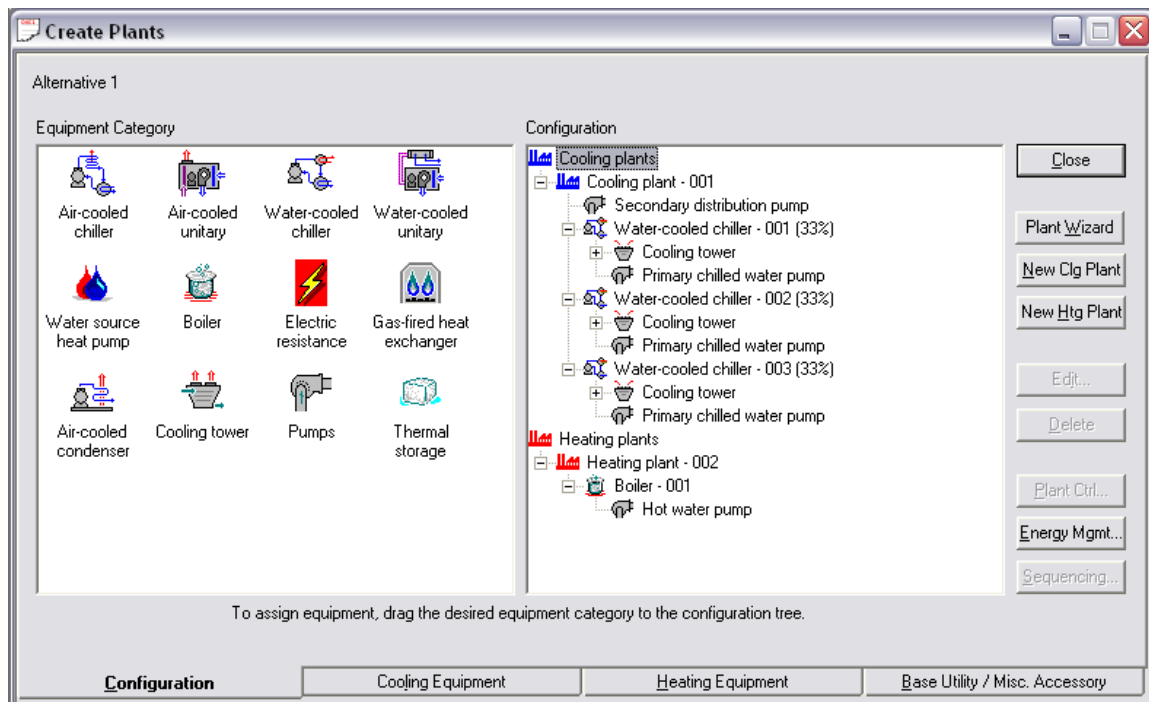 Create Plants
Alternative 1
Equipment Category
Configuration
Air-cooled chiller
Air-cooled unitary
Water-cooled chiller
Water-cooled unitary
Water source heat pump
Boiler
Electric resistance
Gas-fired heat exchanger
Air-cooled condenser
Cooling tower
Pumps
Thermal storage
Cooling plants
Cooling plant - 001
Secondary distribution pump
Water-cooled chiller - 001 (33%)
Cooling tower
Primary chilled water pump
Water-cooled chiller - 002 (33%)
Cooling tower
Primary chilled water pump
Water-cooled chiller - 003 (33%)
Cooling tower
Primary chilled water pump
Heating plants
Heating plant - 002
Boiler - 001
Hot water pump
Close
Plant Wizard
New Clg Plant
New Htg Plant
Edit...
Delete
Plant Ctrl...
Energy Mgmt...
Sequencing...
To assign equipment, drag the desired equipment category to the configuration tree.
Configuration
Cooling Equipment
Heating Equipment
Base Utility / Misc. Accessory